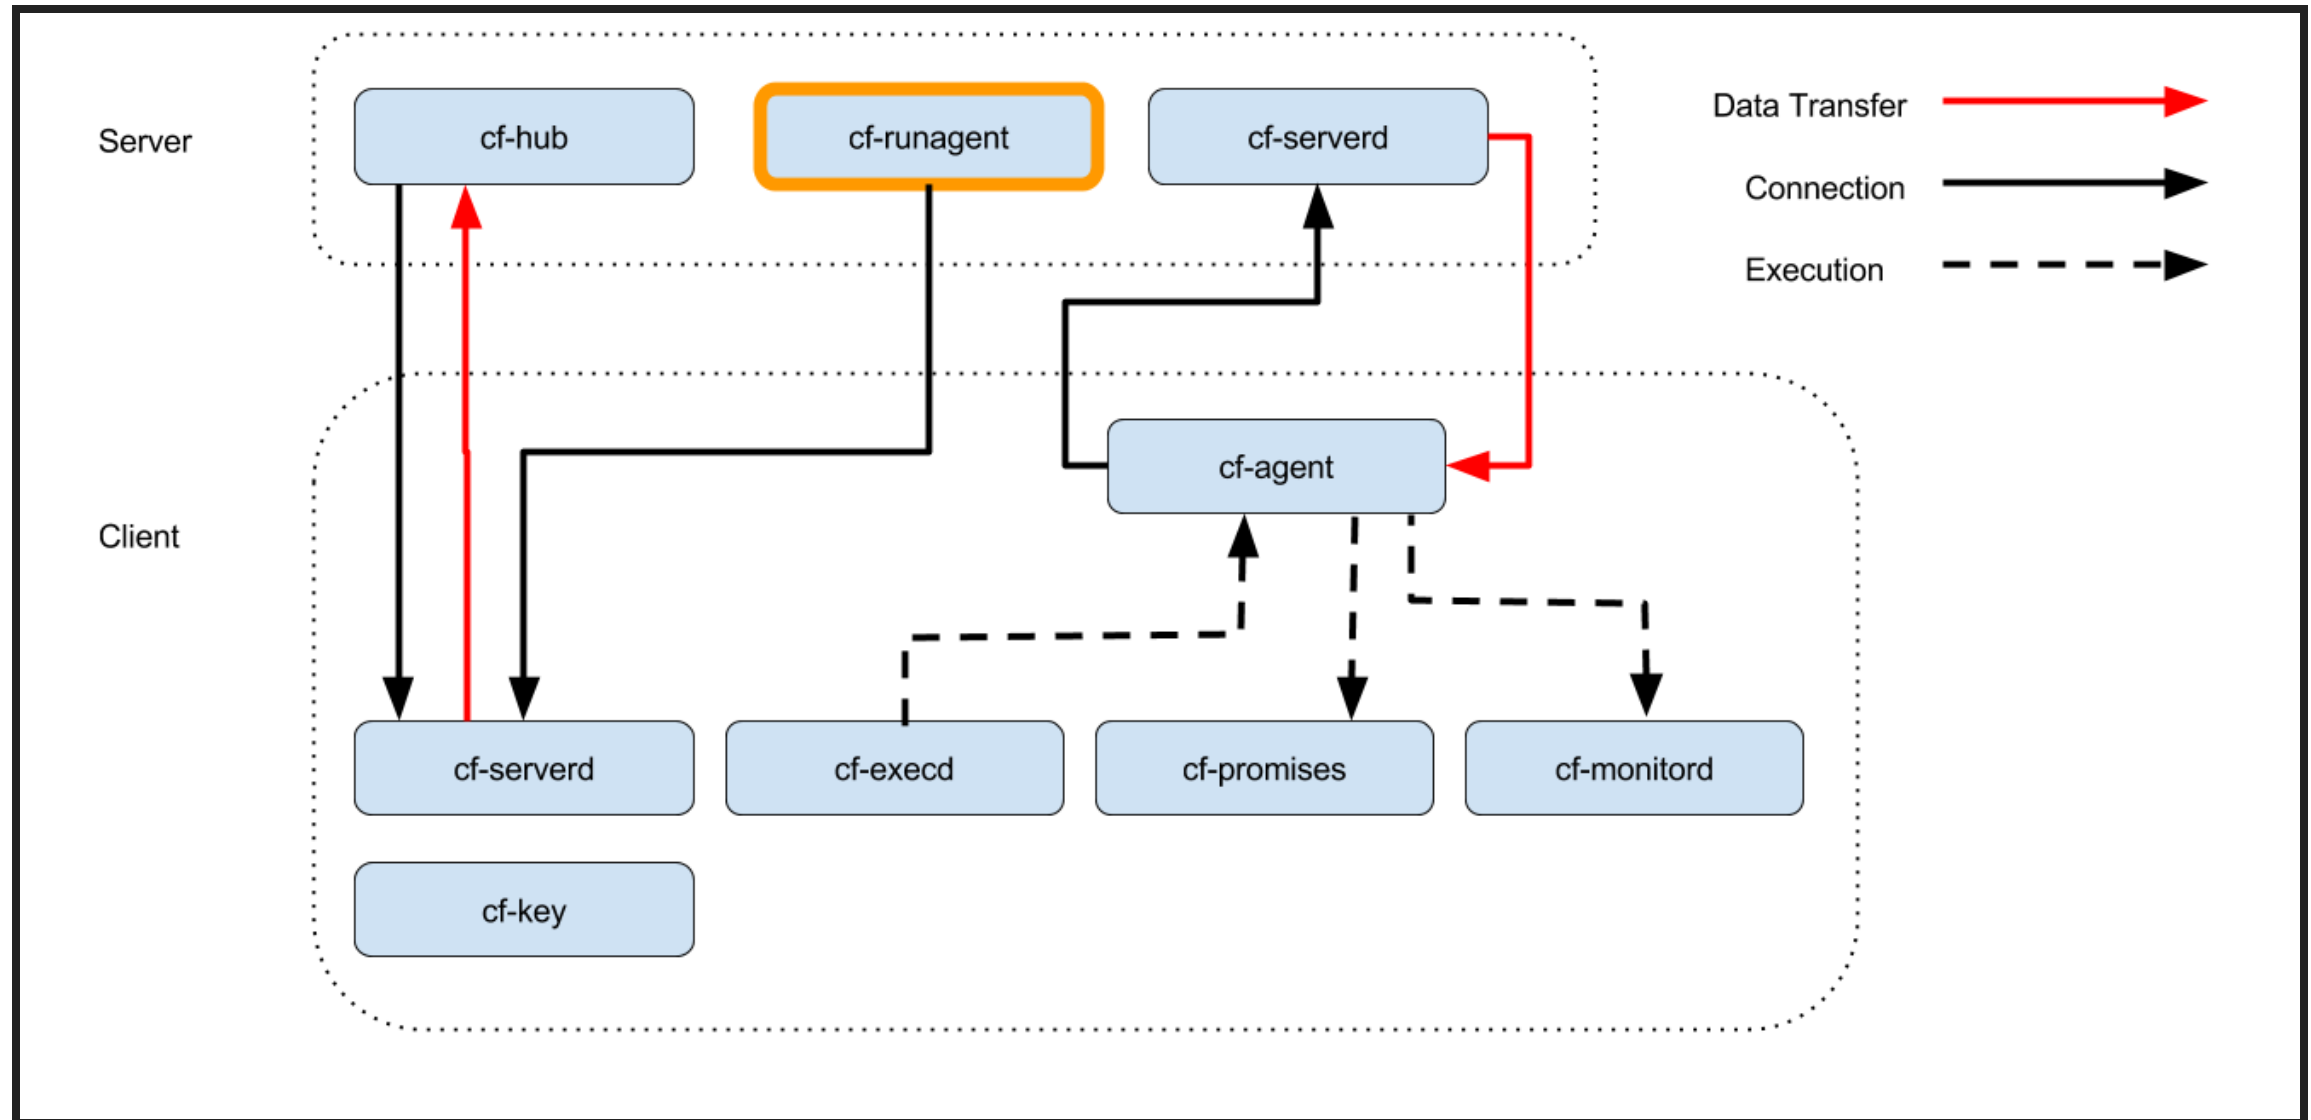 Server
cf-hub
cf-runagent
cf-serverd
Data Transfer
Connection
Execution
Client
cf-agent
cf-serverd
cf-execd
cf-promises
cf-monitord
cf-key